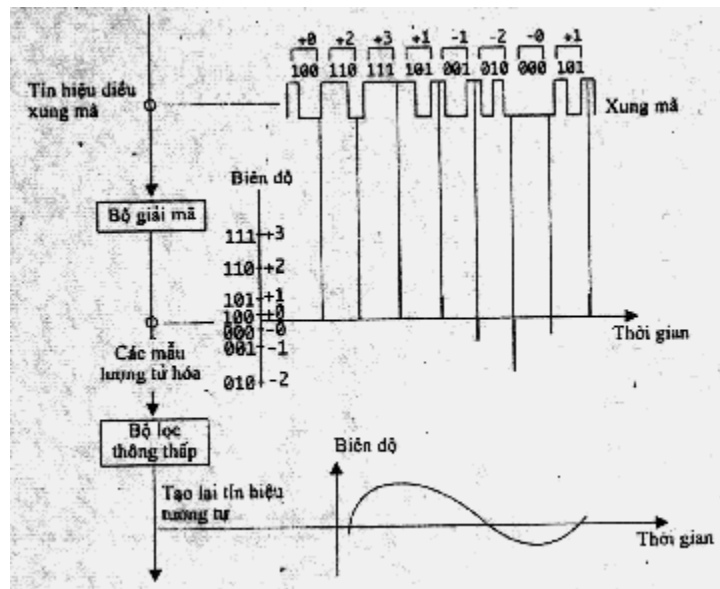 +0 +2 +3 +1 -1 -2 -0 +1
100 110 111 101 001 010 000 101
Tín hiệu điều
xung mã
Xung mã
Biên độ
Bộ giải mã
111 +3
110 +2
101 +1
100 +0
000 -0
001 -1
010 -2
Thời gian
Các mẫu
lượng tử hóa
Bộ lọc
thông thấp
Biên độ
Tạo lại tín hiệu
tương tự
Thời gian